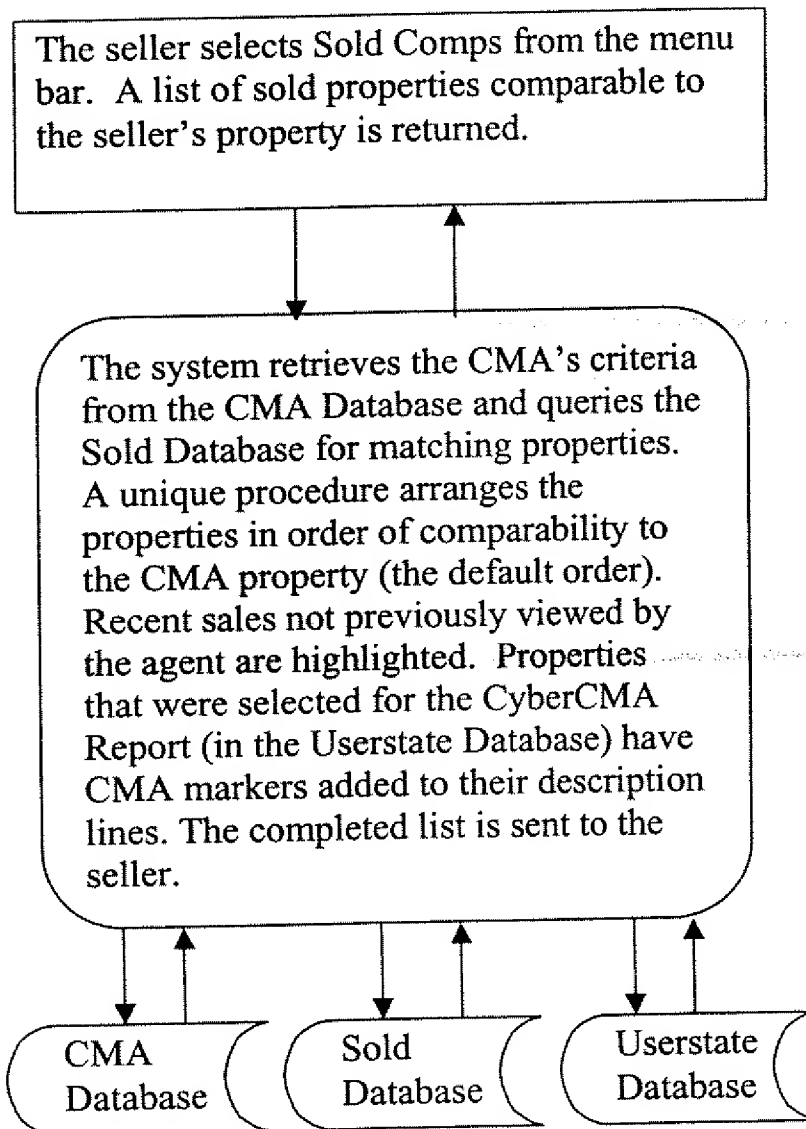 The seller selects Sold Comps from the menu
bar.  A list of sold properties comparable to
the seller's property is returned.
The system retrieves the CMA's criteria
from the CMA Database and queries the
Sold Database for matching properties.
A unique procedure arranges the
properties in order of comparability to
the CMA property (the default order).
Recent sales not previously viewed by
the agent are highlighted.  Properties
that were selected for the CyberCMA
Report (in the Userstate Database) have
CMA markers added to their description
lines. The completed list is sent to the
seller.
CMA
Database
Sold
Database
Userstate
Database